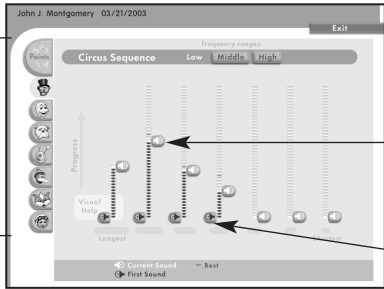 John J. Montgomery 03/21/2003
Exit
Frequency ranges:
Points
Circus Sequence Low Middle High
Progress
Visual
Help
Longest Shortest
Current Sound – Best
First Sound